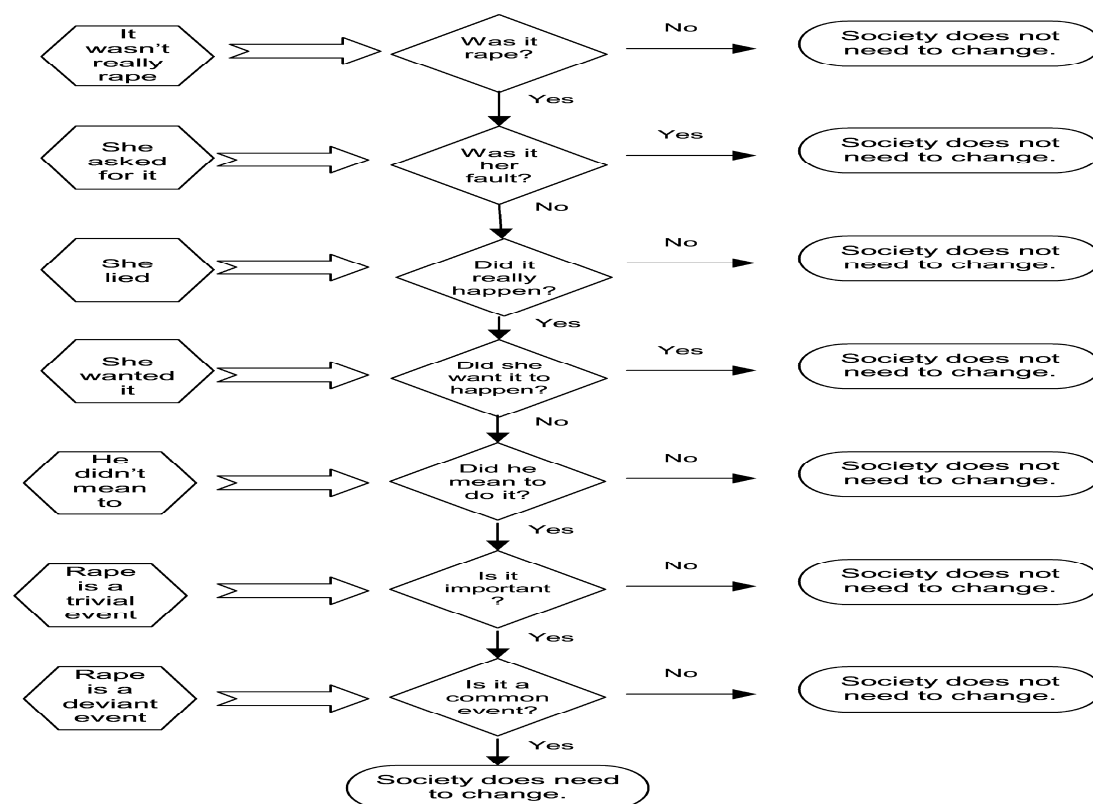 It
wasn't
really
rape
Was it
rape?
No
Society does not
need to change.
Yes
She
asked
for it
Was it
her
fault?
Yes
Society does not
need to change.
No
She
lied
Did it
really
happen?
No
Society does not
need to change.
Yes
She
wanted
it
Did she
want it to
happen?
Yes
Society does not
need to change.
No
He
didn't
mean
to
Did he
mean to
do it?
No
Society does not
need to change.
Yes
Rape
is a
trivial
event
Is it
important
?
No
Society does not
need to change.
Yes
Rape
is a
deviant
event
Is it a
common
event?
No
Society does not
need to change.
Yes
Society does need
to change.